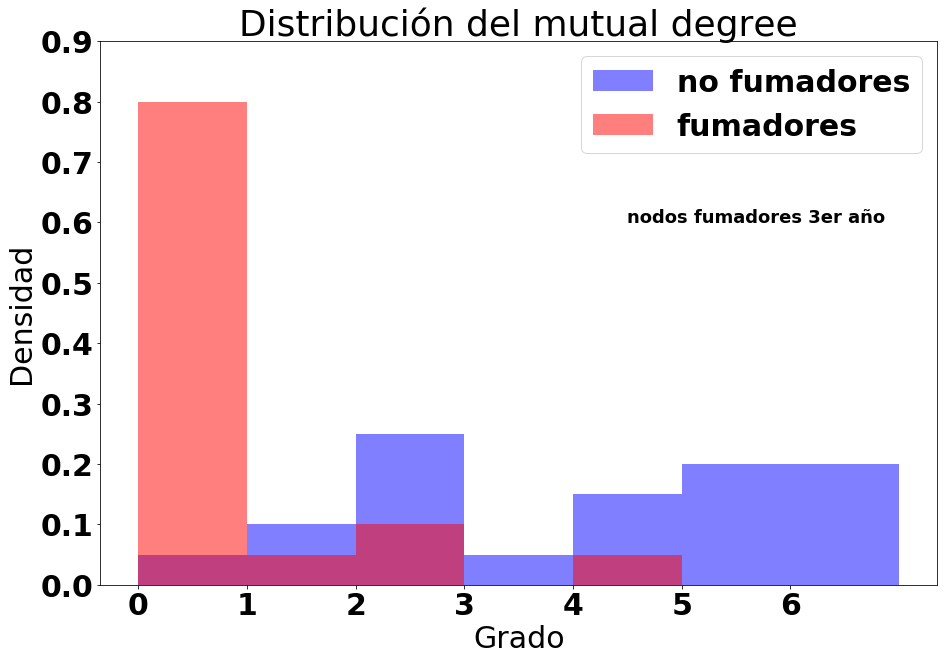 Distribución del mutual degree
no fumadores
fumadores
nodos fumadores 3er año
0.9
0.8
0.7
0.6
0.5
0.4
0.3
0.2
0.1
0.0
Densidad
0 1 2 3 4 5 6
Grado